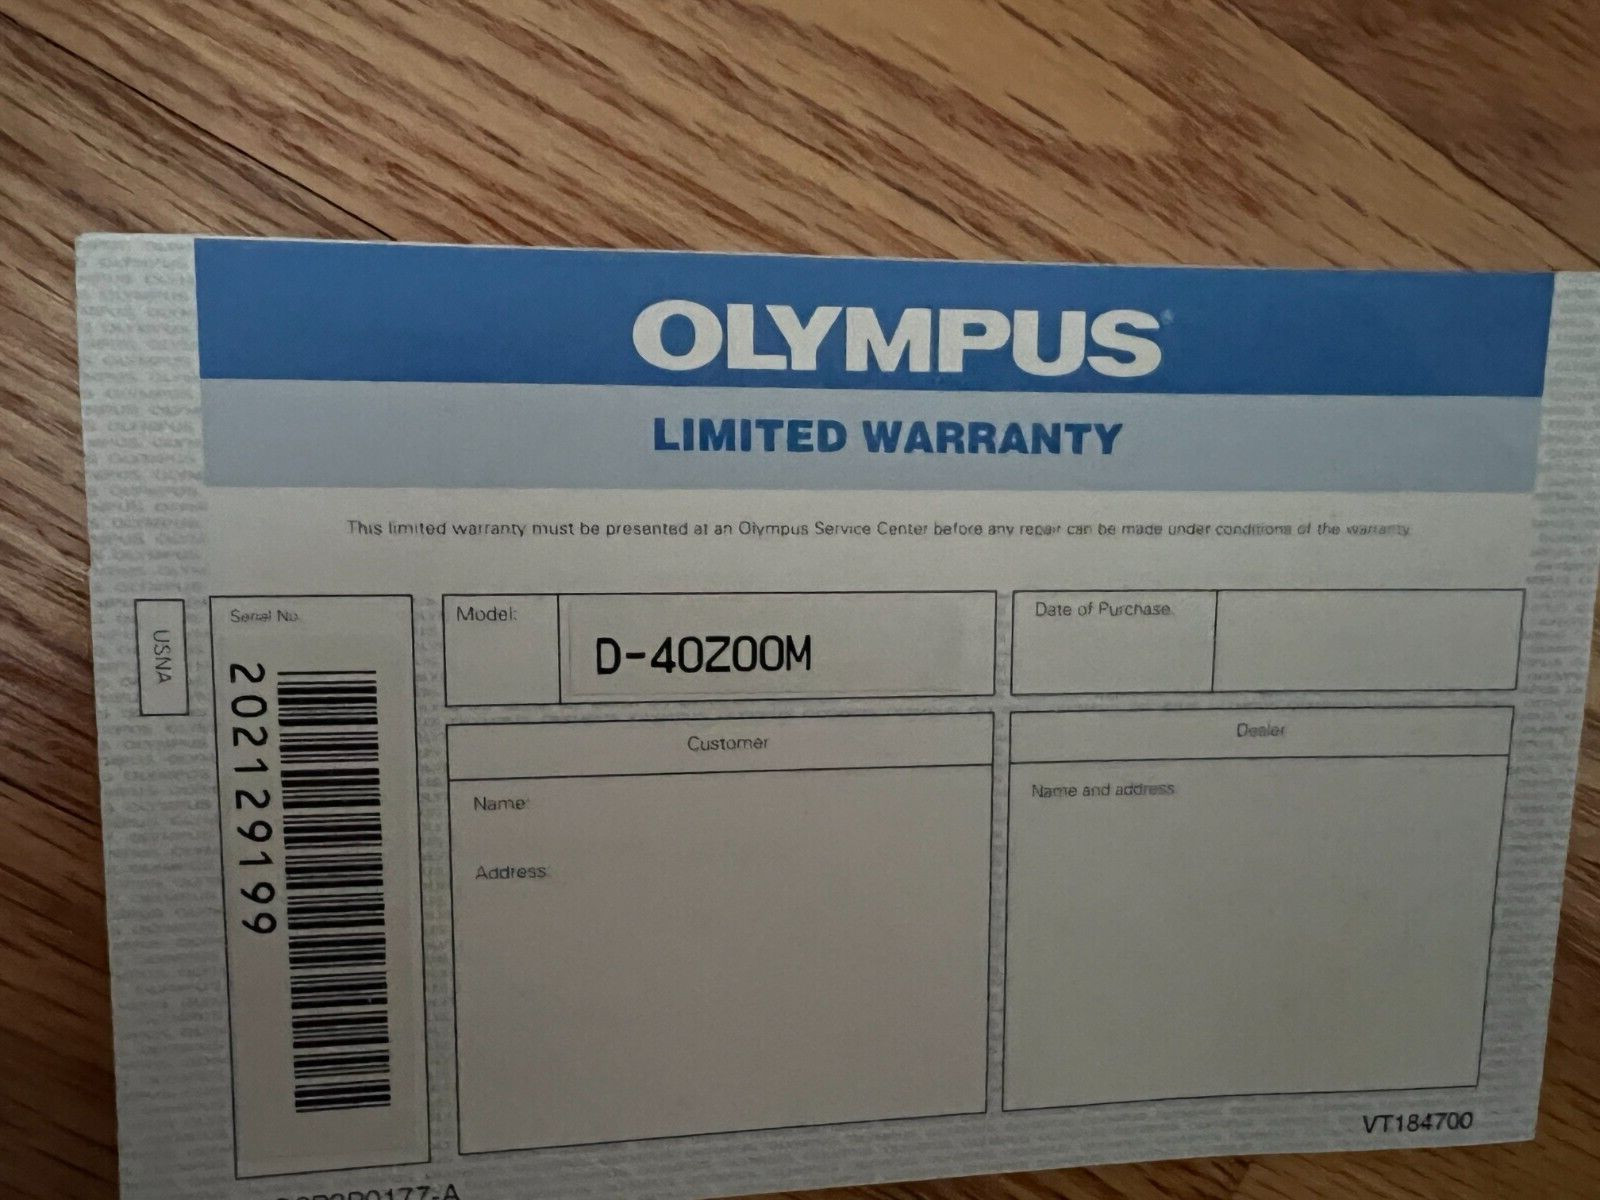 OLYMPUS
LIMITED WARRANTY
This limited warranty must be presented at an Olympus Service Center before any repair can be made under conditions of the warranty.
USNA
Serial No.
202129199
Model:
D-40ZOOM
Date of Purchase
Customer
Name:
Address:
Dealer
Name and address
VT184700